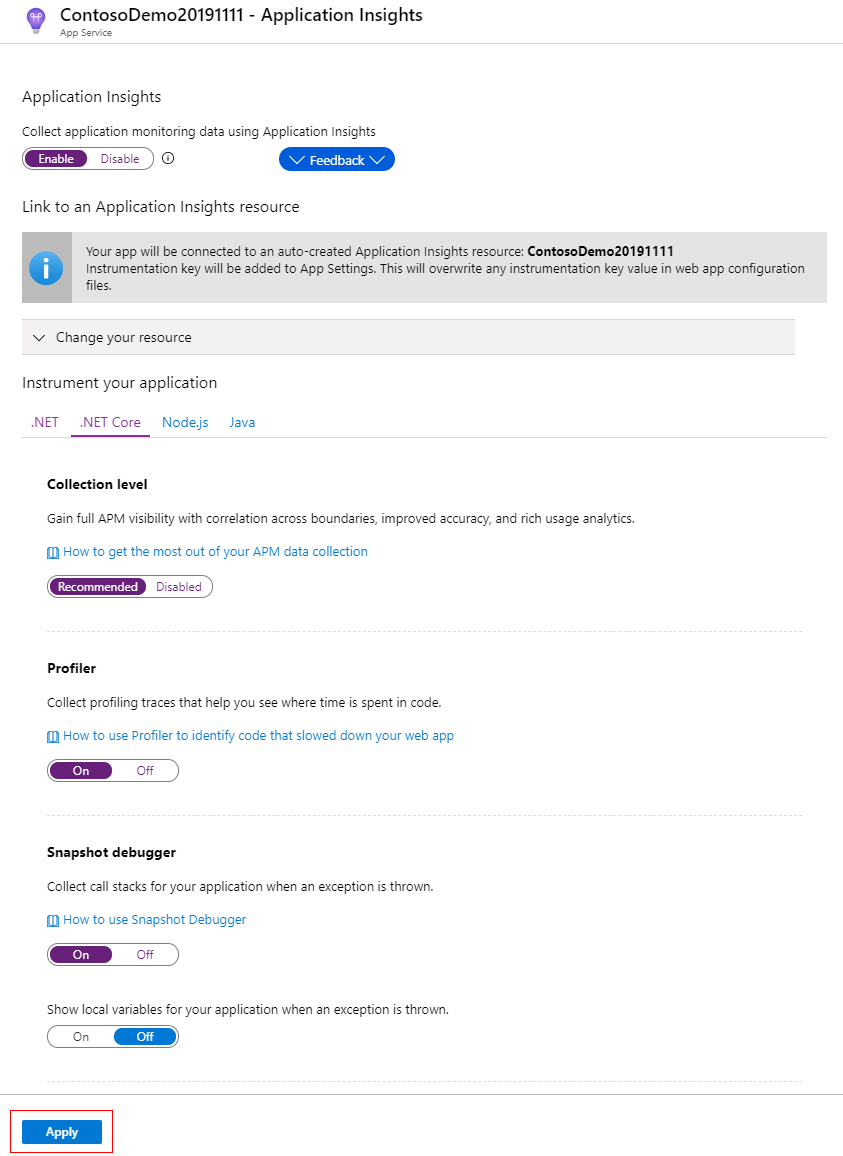 ContosoDemo20191111 - Application Insights
App Service
Application Insights
Collect application monitoring data using Application Insights
Enable Disable
Feedback
Link to an Application Insights resource
Your app will be connected to an auto-created Application Insights resource: ContosoDemo20191111
Instrumentation key will be added to App Settings. This will overwrite any instrumentation key value in web app configuration
files.
Change your resource
Instrument your application
.NET .NET Core Node.js Java
Collection level
Gain full APM visibility with correlation across boundaries, improved accuracy, and rich usage analytics.
How to get the most out of your APM data collection
Recommended Disabled
Profiler
Collect profiling traces that help you see where time is spent in code.
How to use Profiler to identify code that slowed down your web app
On Off
Snapshot debugger
Collect call stacks for your application when an exception is thrown.
How to use Snapshot Debugger
On Off
Show local variables for your application when an exception is thrown.
On Off
Apply